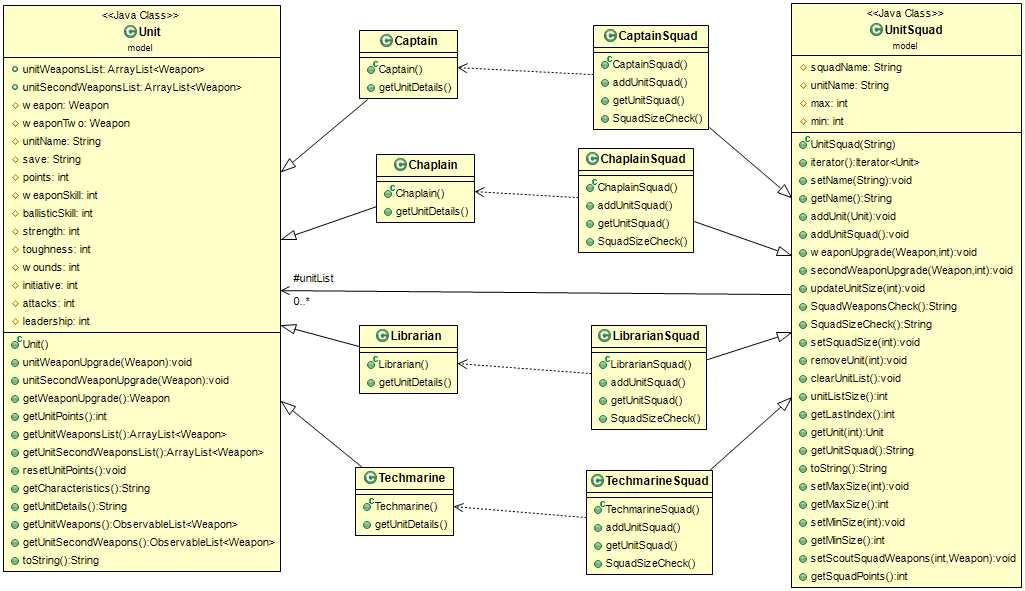 <<Java Class>>
Unit
model
unitWeaponsList: ArrayList<Weapon>
unitSecondWeaponsList: ArrayList<Weapon>
weapon: Weapon
weaponTwo: Weapon
unitName: String
save: String
points: int
weaponSkill: int
ballisticSkill: int
strength: int
toughness: int
wounds: int
initiative: int
attacks: int
leadership: int
Unit()
unitWeaponUpgrade(Weapon):void
unitSecondWeaponUpgrade(Weapon):void
getWeaponUpgrade():Weapon
getUnitPoints():int
getUnitWeaponsList():ArrayList<Weapon>
getUnitSecondWeaponsList():ArrayList<Weapon>
resetUnitPoints():void
getCharacteristics():String
getUnitDetails():String
getUnitWeapons():ObservableList<Weapon>
getUnitSecondWeapons():ObservableList<Weapon>
toString():String
Captain
Captain()
getUnitDetails()
Chaplain
Chaplain()
getUnitDetails()
#unitList
0..*
Librarian
Librarian()
getUnitDetails()
Techmarine
Techmarine()
getUnitDetails()
CaptainSquad
CaptainSquad()
addUnitSquad()
getUnitSquad()
SquadSizeCheck()
ChaplainSquad
ChaplainSquad()
addUnitSquad()
getUnitSquad()
SquadSizeCheck()
LibrarianSquad
LibrarianSquad()
addUnitSquad()
getUnitSquad()
SquadSizeCheck()
TechmarineSquad
TechmarineSquad()
addUnitSquad()
getUnitSquad()
SquadSizeCheck()
<<Java Class>>
UnitSquad
model
squadName: String
unitName: String
max: int
min: int
UnitSquad(String)
iterator():Iterator<Unit>
setName(String):void
getName():String
addUnit(Unit):void
addUnitSquad():void
weaponUpgrade(Weapon,int):void
secondWeaponUpgrade(Weapon,int):void
updateUnitSize(int):void
SquadWeaponsCheck():String
SquadSizeCheck():String
setSquadSize(int):void
removeUnit(int):void
clearUnitList():void
unitListSize():int
getLastIndex():int
getUnit(int):Unit
getUnitSquad():String
toString():String
setMaxSize(int):void
getMaxSize():int
setMinSize(int):void
getMinSize():int
setScoutSquadWeapons(int,Weapon):void
getSquadPoints():int